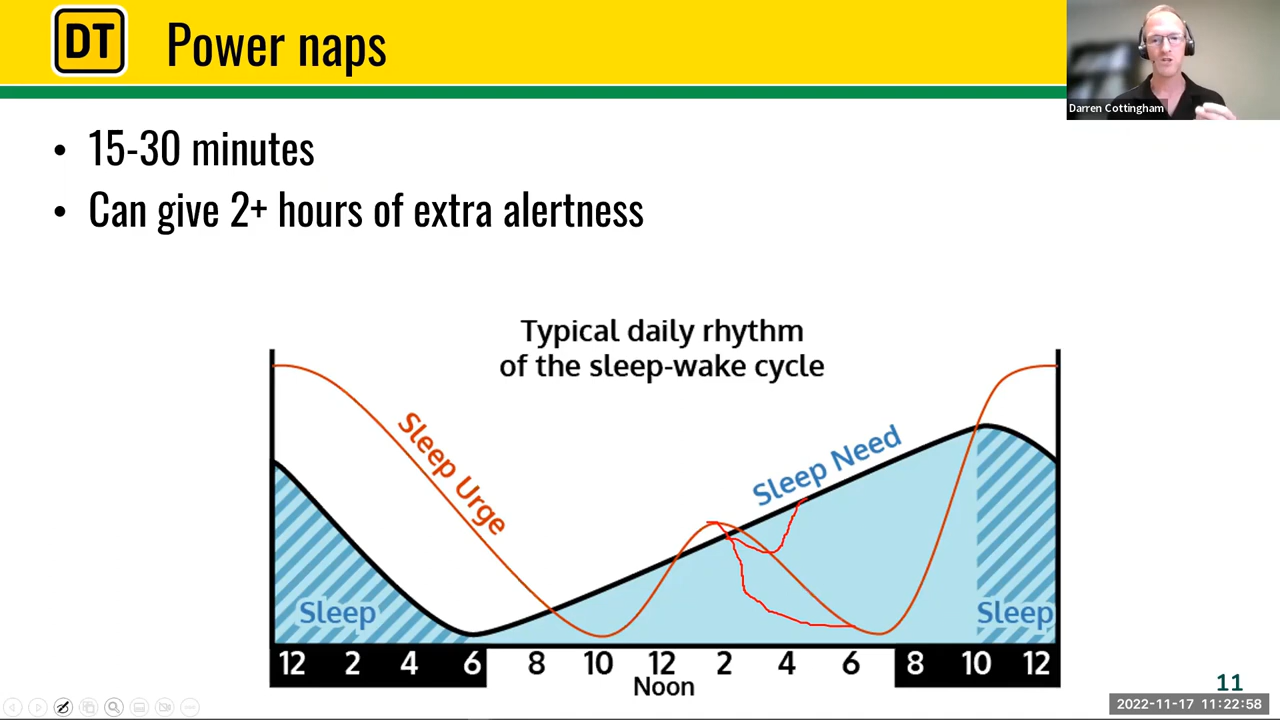 DT Power naps
Darren Cottingham
• 15-30 minutes
• Can give 2+ hours of extra alertness
Typical daily rhythm
of the sleep-wake cycle
Sleep Urge
Sleep Need
Sleep
Sleep
12 2 4 6 8 10 12 2 4 6 8 10 12
Noon
11
2022-11-17 11:22:58